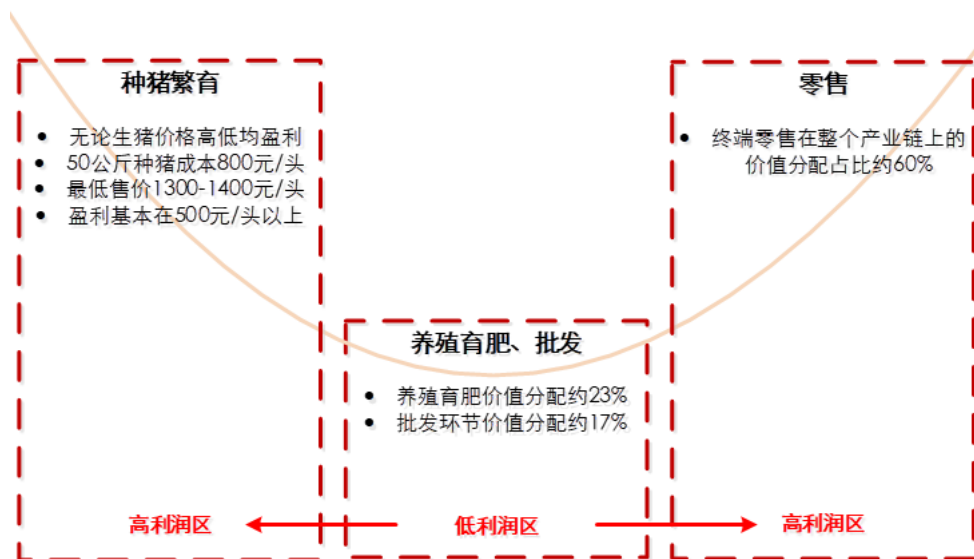 种猪繁育
• 无论生猪价格高低均盈利
• 50公斤种猪成本800元/头
• 最低售价1300-1400元/头
• 盈利基本在500元/头以上
养殖育肥、批发
• 养殖育肥价值分配约23%
• 批发环节价值分配约17%
零售
• 终端零售在整个产业链上的
价值分配占比约60%
高利润区
低利润区
高利润区